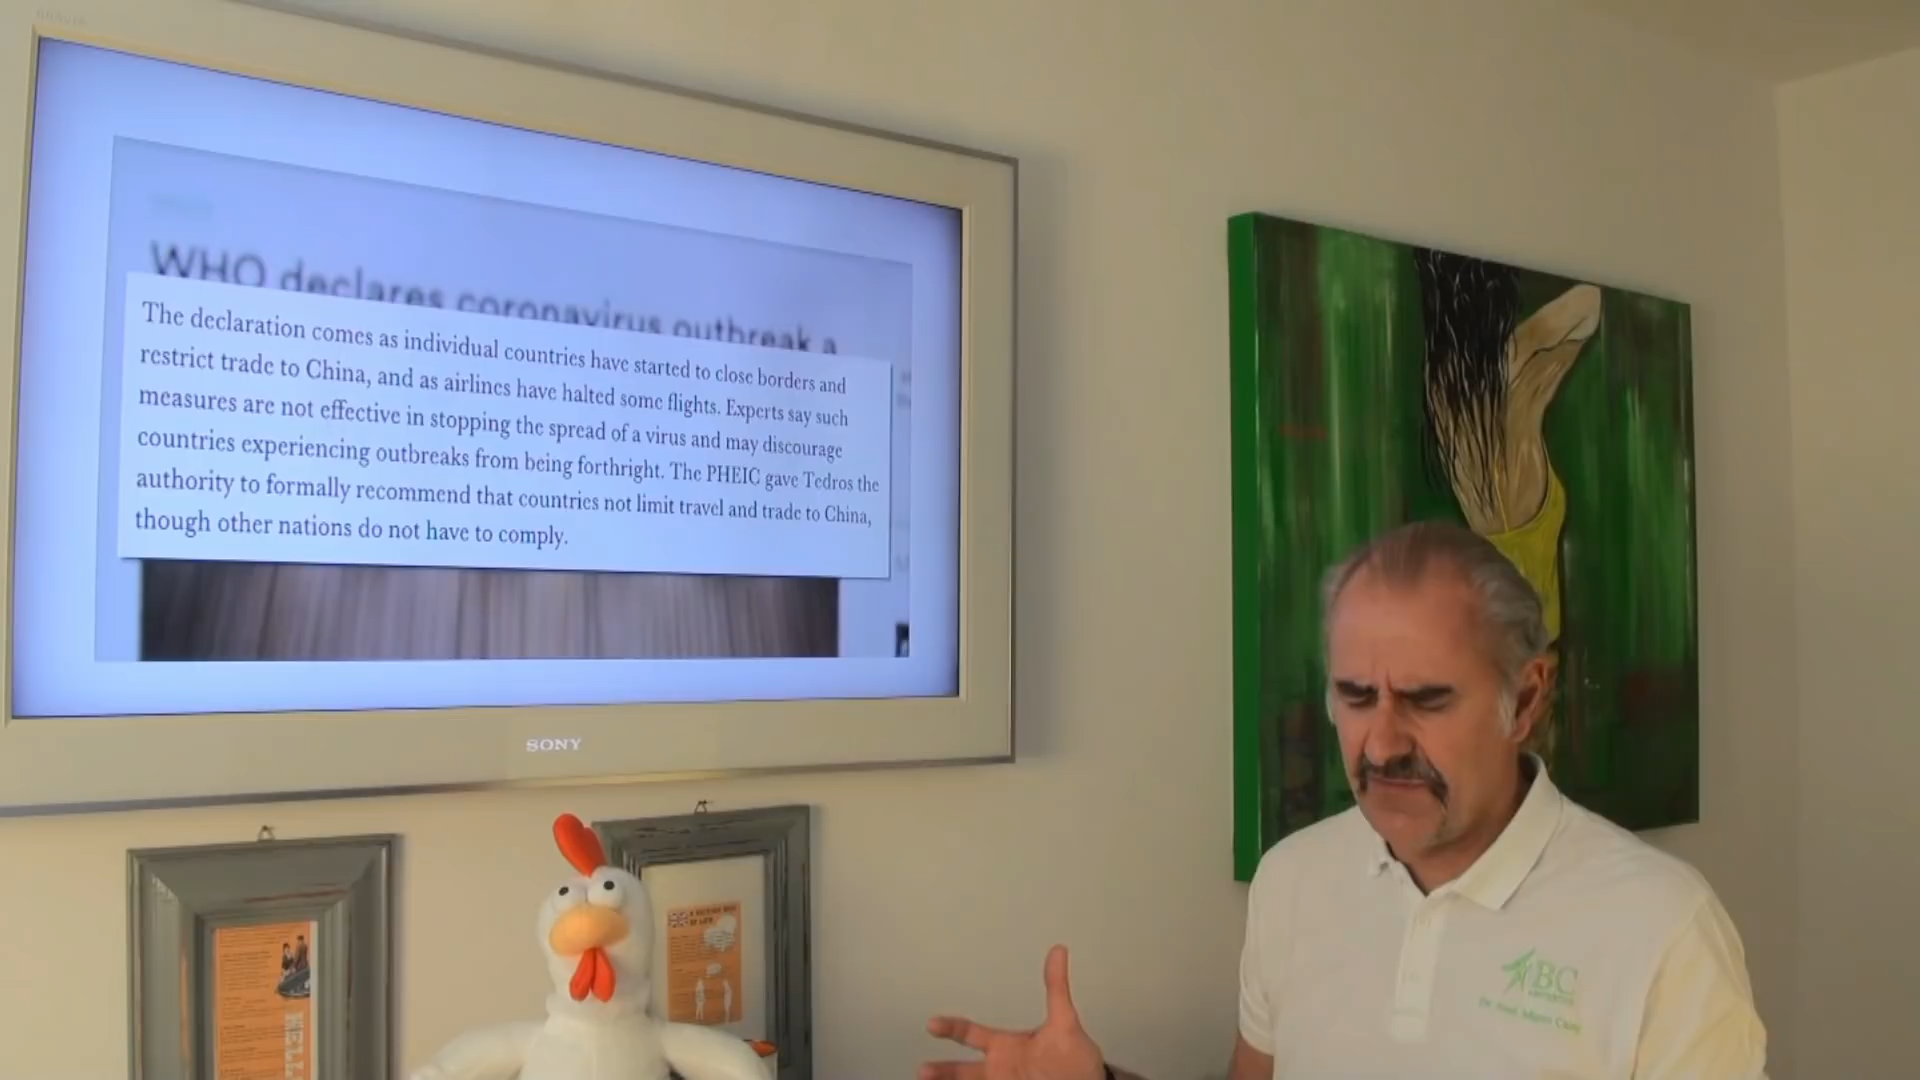 WHO declares coronavirus outbreak a
The declaration comes as individual countries have started to close borders and
restrict trade to China, and as airlines have halted some flights. Experts say such
measures are not effective in stopping the spread of a virus and may discourage
countries experiencing outbreaks from being forthright. The PHEIC gave Tedros the
authority to formally recommend that countries not limit travel and trade to China,
though other nations do not have to comply.
SONY
BC
Dr. med.